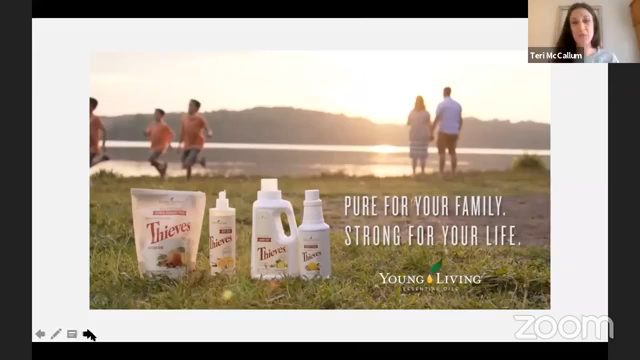 Teri McCallum
PURE FOR YOUR FAMILY.
STRONG FOR YOUR LIFE.
Thieves
Thieves
Thieves
Thieves
YOUNG LIVING
ESSENTIAL OILS
zoom